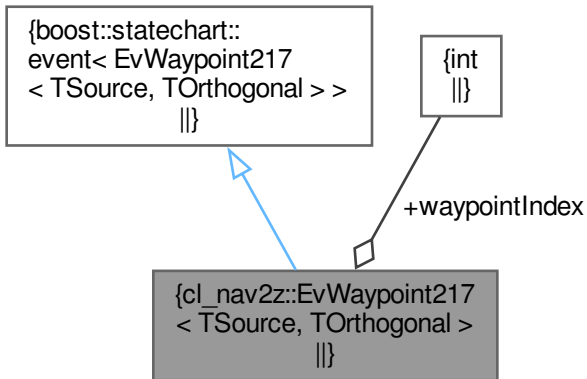 {boost::statechart::
event< EvWaypoint217
< TSource, TOrthogonal > >
||}
{int
||}
+waypointIndex
{cl_nav2z::EvWaypoint217
< TSource, TOrthogonal >
||}